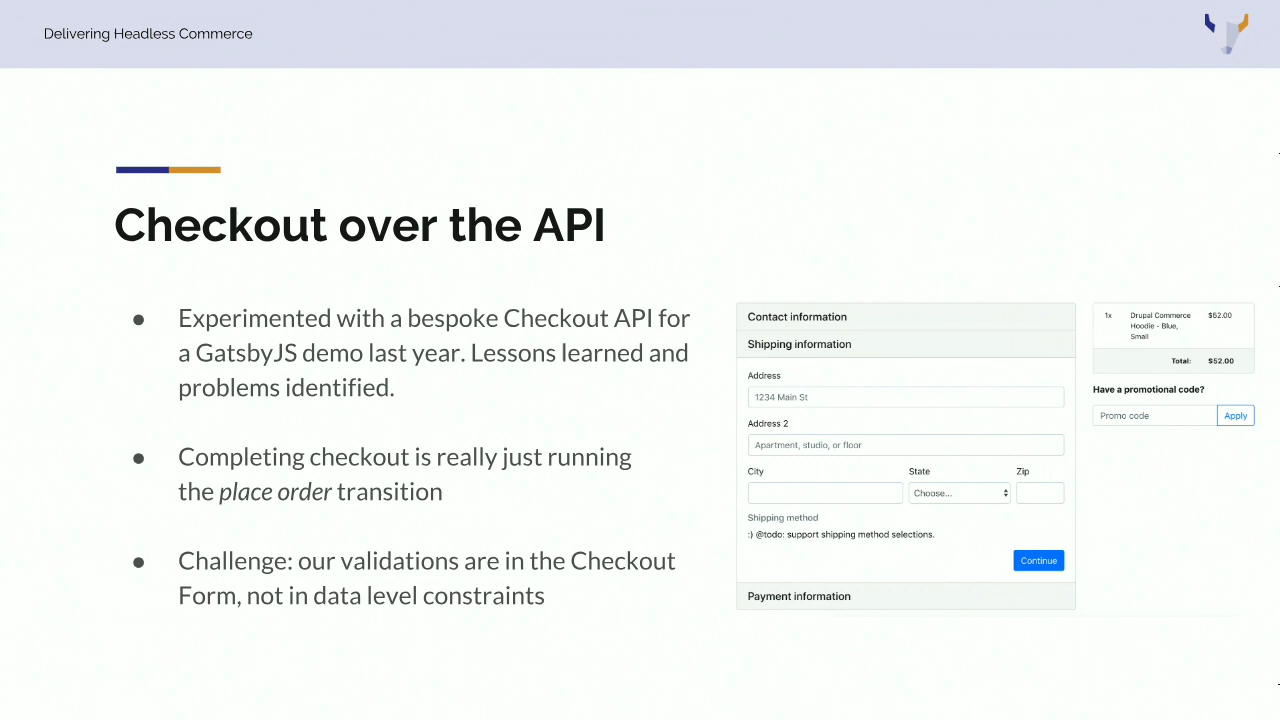 Delivering Headless Commerce
Checkout over the API
● Experimented with a bespoke Checkout API for
a GatsbyJS demo last year. Lessons learned and
problems identified.
● Completing checkout is really just running
the place order transition
● Challenge: our validations are in the Checkout
Form, not in data level constraints
Contact information
Shipping information
Address
1234 Main St
Address 2
Apartment, studio, or floor
City State Zip
Choose...
Shipping method
:) @todo: support shipping method selections.
Continue
Payment information
1x Drupal Commerce $52.00
Hoodie - Blue,
Small
Total: $52.00
Have a promotional code?
Promo code Apply